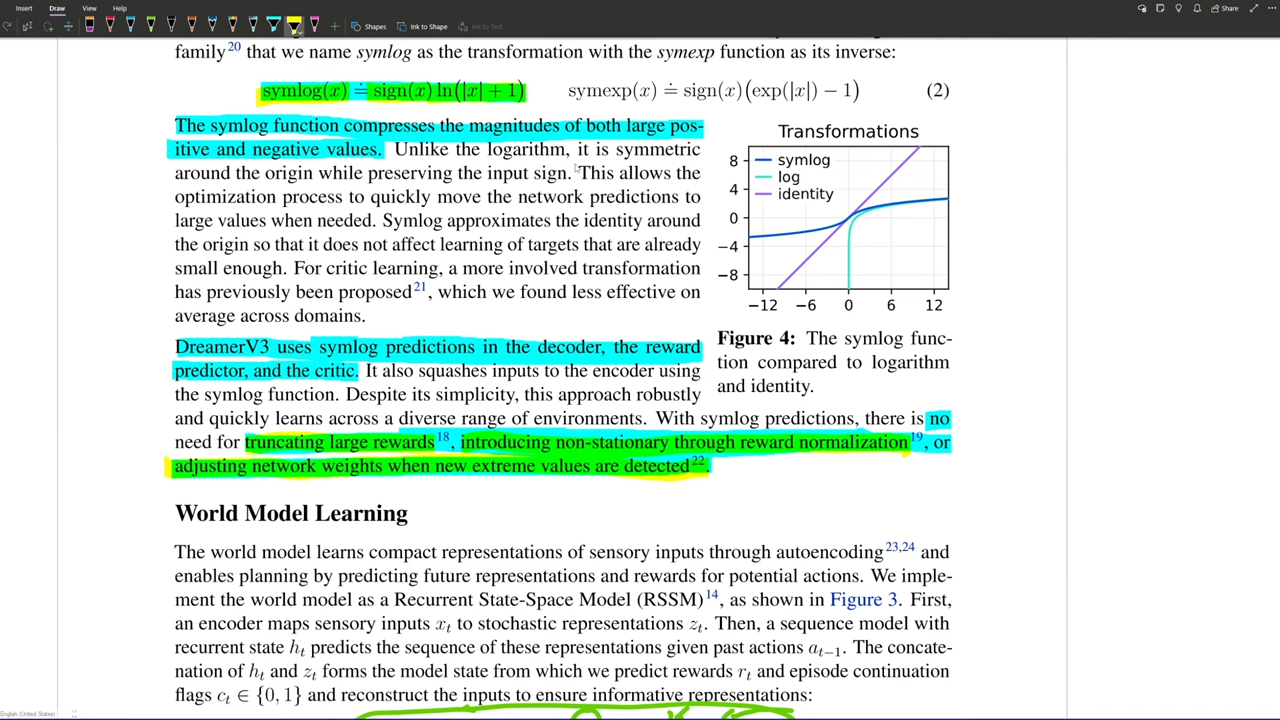 Insert Draw View Help
Shapes Ink to Shape Ink to Text Share
family20 that we name symlog as the transformation with the symexp function as its inverse:
symlog(x) ≐ sign(x) ln(|x| + 1) symexp(x) ≐ sign(x)(exp(|x|) − 1) (2)
The symlog function compresses the magnitudes of both large pos-
itive and negative values. Unlike the logarithm, it is symmetric
around the origin while preserving the input sign. This allows the
optimization process to quickly move the network predictions to
large values when needed. Symlog approximates the identity around
the origin so that it does not affect learning of targets that are already
small enough. For critic learning, a more involved transformation
has previously been proposed21, which we found less effective on
average across domains.
Transformations
8
4
0
−4
−8
symlog
log
identity
−12 −6 0 6 12
Figure 4: The symlog func-
tion compared to logarithm
and identity.
DreamerV3 uses symlog predictions in the decoder, the reward
predictor, and the critic. It also squashes inputs to the encoder using
the symlog function. Despite its simplicity, this approach robustly
and quickly learns across a diverse range of environments. With symlog predictions, there is no
need for truncating large rewards18, introducing non-stationary through reward normalization19, or
adjusting network weights when new extreme values are detected22.
World Model Learning
The world model learns compact representations of sensory inputs through autoencoding23,24 and
enables planning by predicting future representations and rewards for potential actions. We imple-
ment the world model as a Recurrent State-Space Model (RSSM)14, as shown in Figure 3. First,
an encoder maps sensory inputs xt to stochastic representations zt. Then, a sequence model with
recurrent state ht predicts the sequence of these representations given past actions at−1. The concate-
nation of ht and zt forms the model state from which we predict rewards rt and episode continuation
flags ct ∈ {0, 1} and reconstruct the inputs to ensure informative representations:
English (United States)